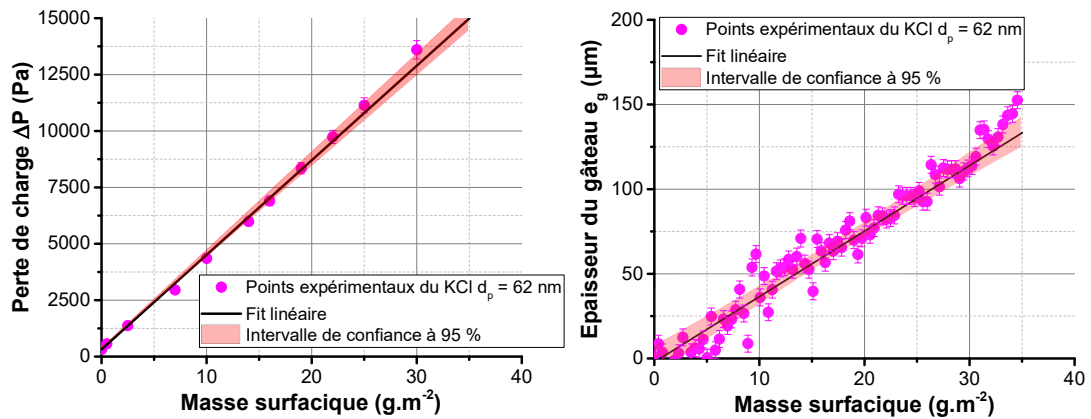 Perte de charge ΔP (Pa)
15000
12500
10000
7500
5000
2500
0
Points expérimentaux du KCl dp = 62 nm
Fit linéaire
Intervalle de confiance à 95 %
0 10 20 30 40
Masse surfacique (g.m-2)
Epaisseur du gâteau eg (µm)
200
150
100
50
0
Points expérimentaux du KCl dp = 62 nm
Fit linéaire
Intervalle de confiance à 95 %
0 10 20 30 40
Masse surfacique (g.m-2)